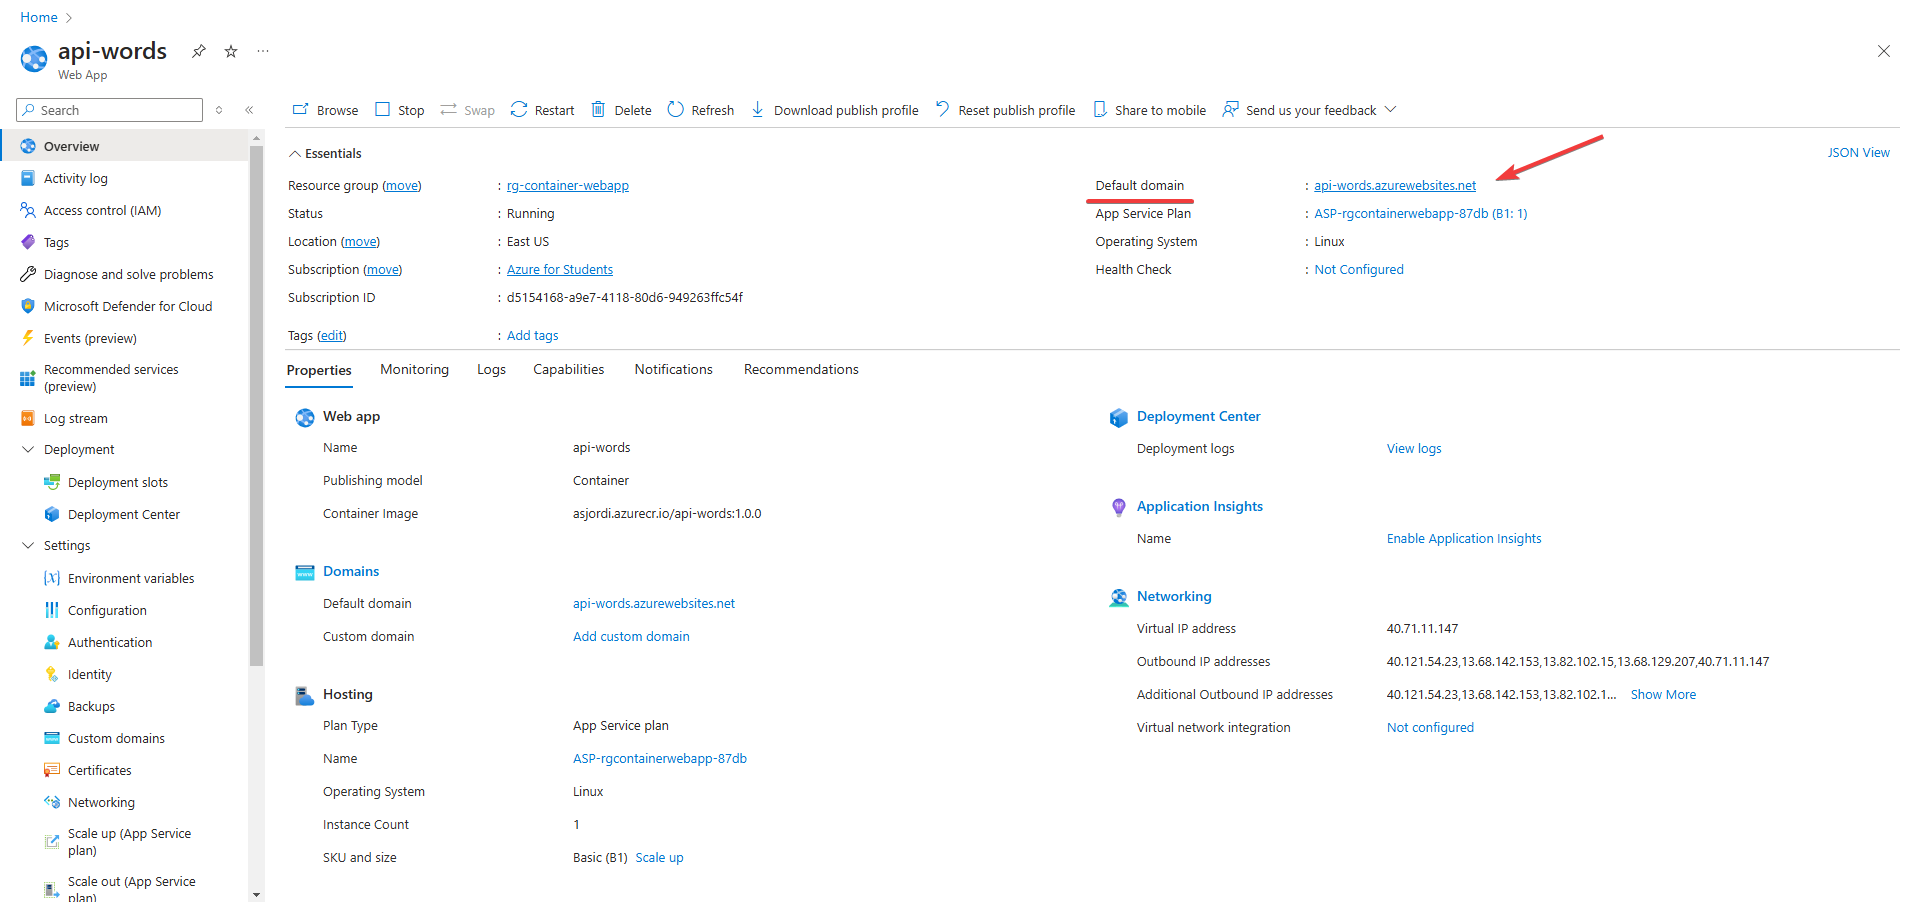 Home
api-words
Web App
Search
Browse Stop Swap Restart Delete Refresh Download publish profile Reset publish profile Share to mobile Send us your feedback
Overview
Activity log
Access control (IAM)
Tags
Diagnose and solve problems
Microsoft Defender for Cloud
Events (preview)
Recommended services
(preview)
Log stream
Deployment
Deployment slots
Deployment Center
Settings
Environment variables
Configuration
Authentication
Identity
Backups
Custom domains
Certificates
Networking
Scale up (App Service
plan)
Scale out (App Service
plan)
Essentials
JSON View
Resource group (move) : rg-container-webapp
Status : Running
Location (move) : East US
Subscription (move) : Azure for Students
Subscription ID : d5154168-a9e7-4118-80d6-949263ffc54f
Tags (edit) : Add tags
Default domain : api-words.azurewebsites.net
App Service Plan : ASP-rgcontainerwebapp-87db (B1: 1)
Operating System : Linux
Health Check : Not Configured
Properties Monitoring Logs Capabilities Notifications Recommendations
Web app
Name api-words
Publishing model Container
Container Image asjordi.azurecr.io/api-words:1.0.0
Domains
Default domain api-words.azurewebsites.net
Custom domain Add custom domain
Hosting
Plan Type App Service plan
Name ASP-rgcontainerwebapp-87db
Operating System Linux
Instance Count 1
SKU and size Basic (B1) Scale up
Deployment Center
Deployment logs View logs
Application Insights
Name Enable Application Insights
Networking
Virtual IP address 40.71.11.147
Outbound IP addresses 40.121.54.23,13.68.142.153,13.82.102.15,13.68.129.207,40.71.11.147
Additional Outbound IP addresses 40.121.54.23,13.68.142.153,13.82.102.1... Show More
Virtual network integration Not configured